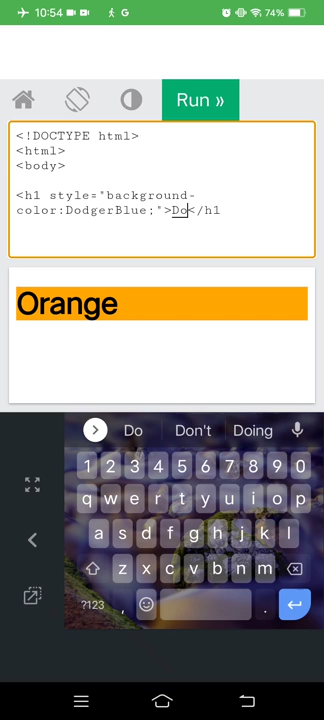 10:54 G 74%
Run »
<!DOCTYPE html>
<html>
<body>
<h1 style="background-
color:DodgerBlue;">Do</h1
Orange
Do Don't Doing
1 2 3 4 5 6 7 8 9 0
q w e r t y u i o p
a s d f g h j k l
z x c v b n m
?123 , .